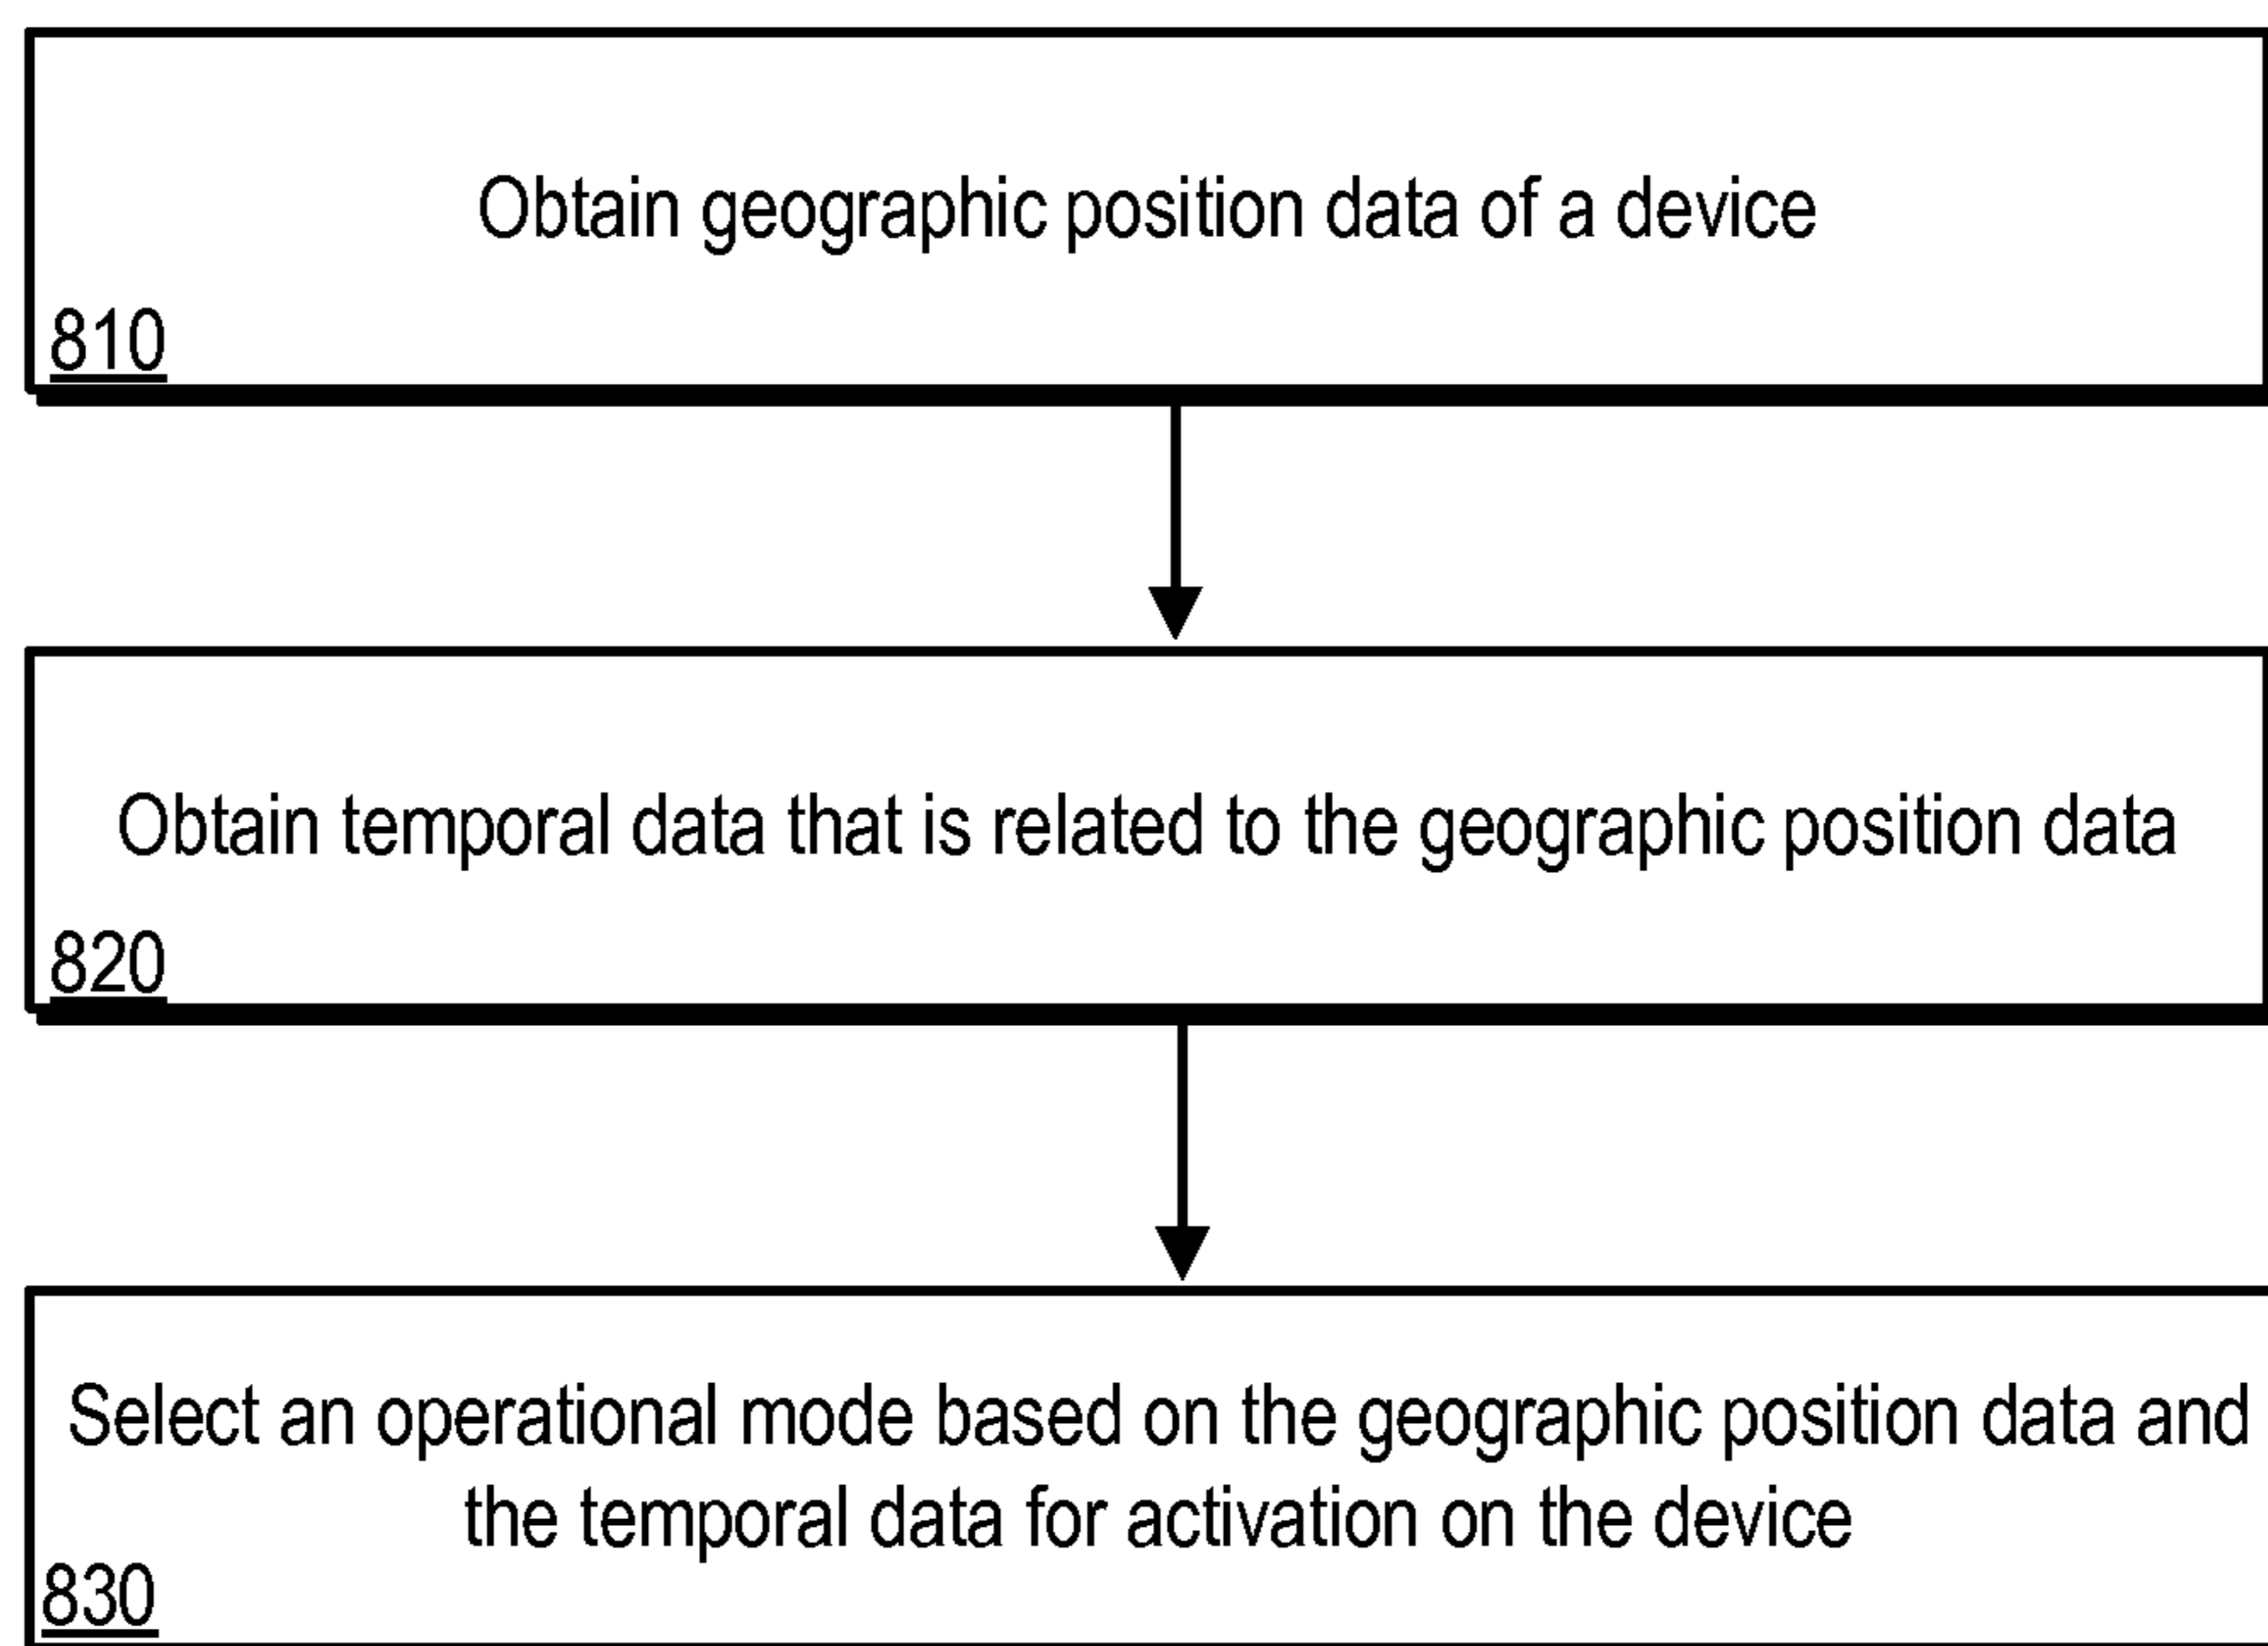 Obtain geographic position data of a device
810
Obtain temporal data that is related to the geographic position data
820
Select an operational mode based on the geographic position data and
the temporal data for activation on the device
830